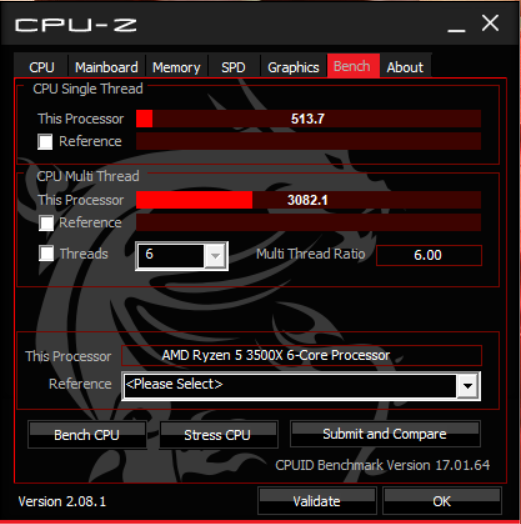 CPU-Z
CPU Mainboard Memory SPD Graphics Bench About
CPU Single Thread
This Processor 513.7
Reference
CPU Multi Thread
This Processor 3082.1
Reference
Threads 6 Multi Thread Ratio 6.00
This Processor AMD Ryzen 5 3500X 6-Core Processor
Reference <Please Select>
Bench CPU Stress CPU Submit and Compare
CPUID Benchmark Version 17.01.64
Version 2.08.1 Validate OK